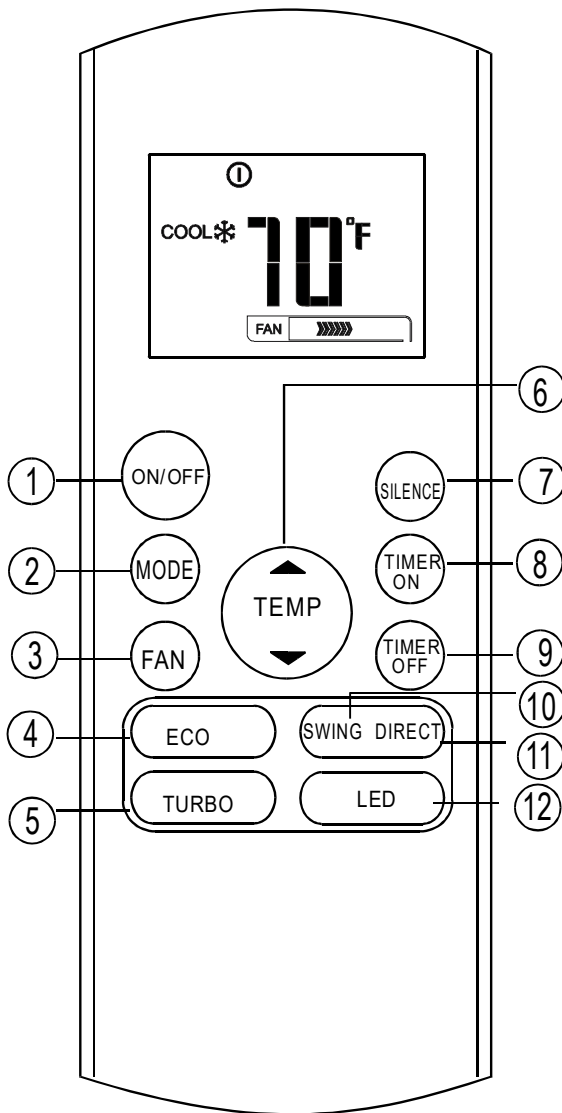 COOL 70°F
FAN
6
1 ON/OFF SILENCE 7
2 MODE TEMP TIMER ON 8
3 FAN TIMER OFF 9
10
4 ECO SWING DIRECT 11
5 TURBO LED 12